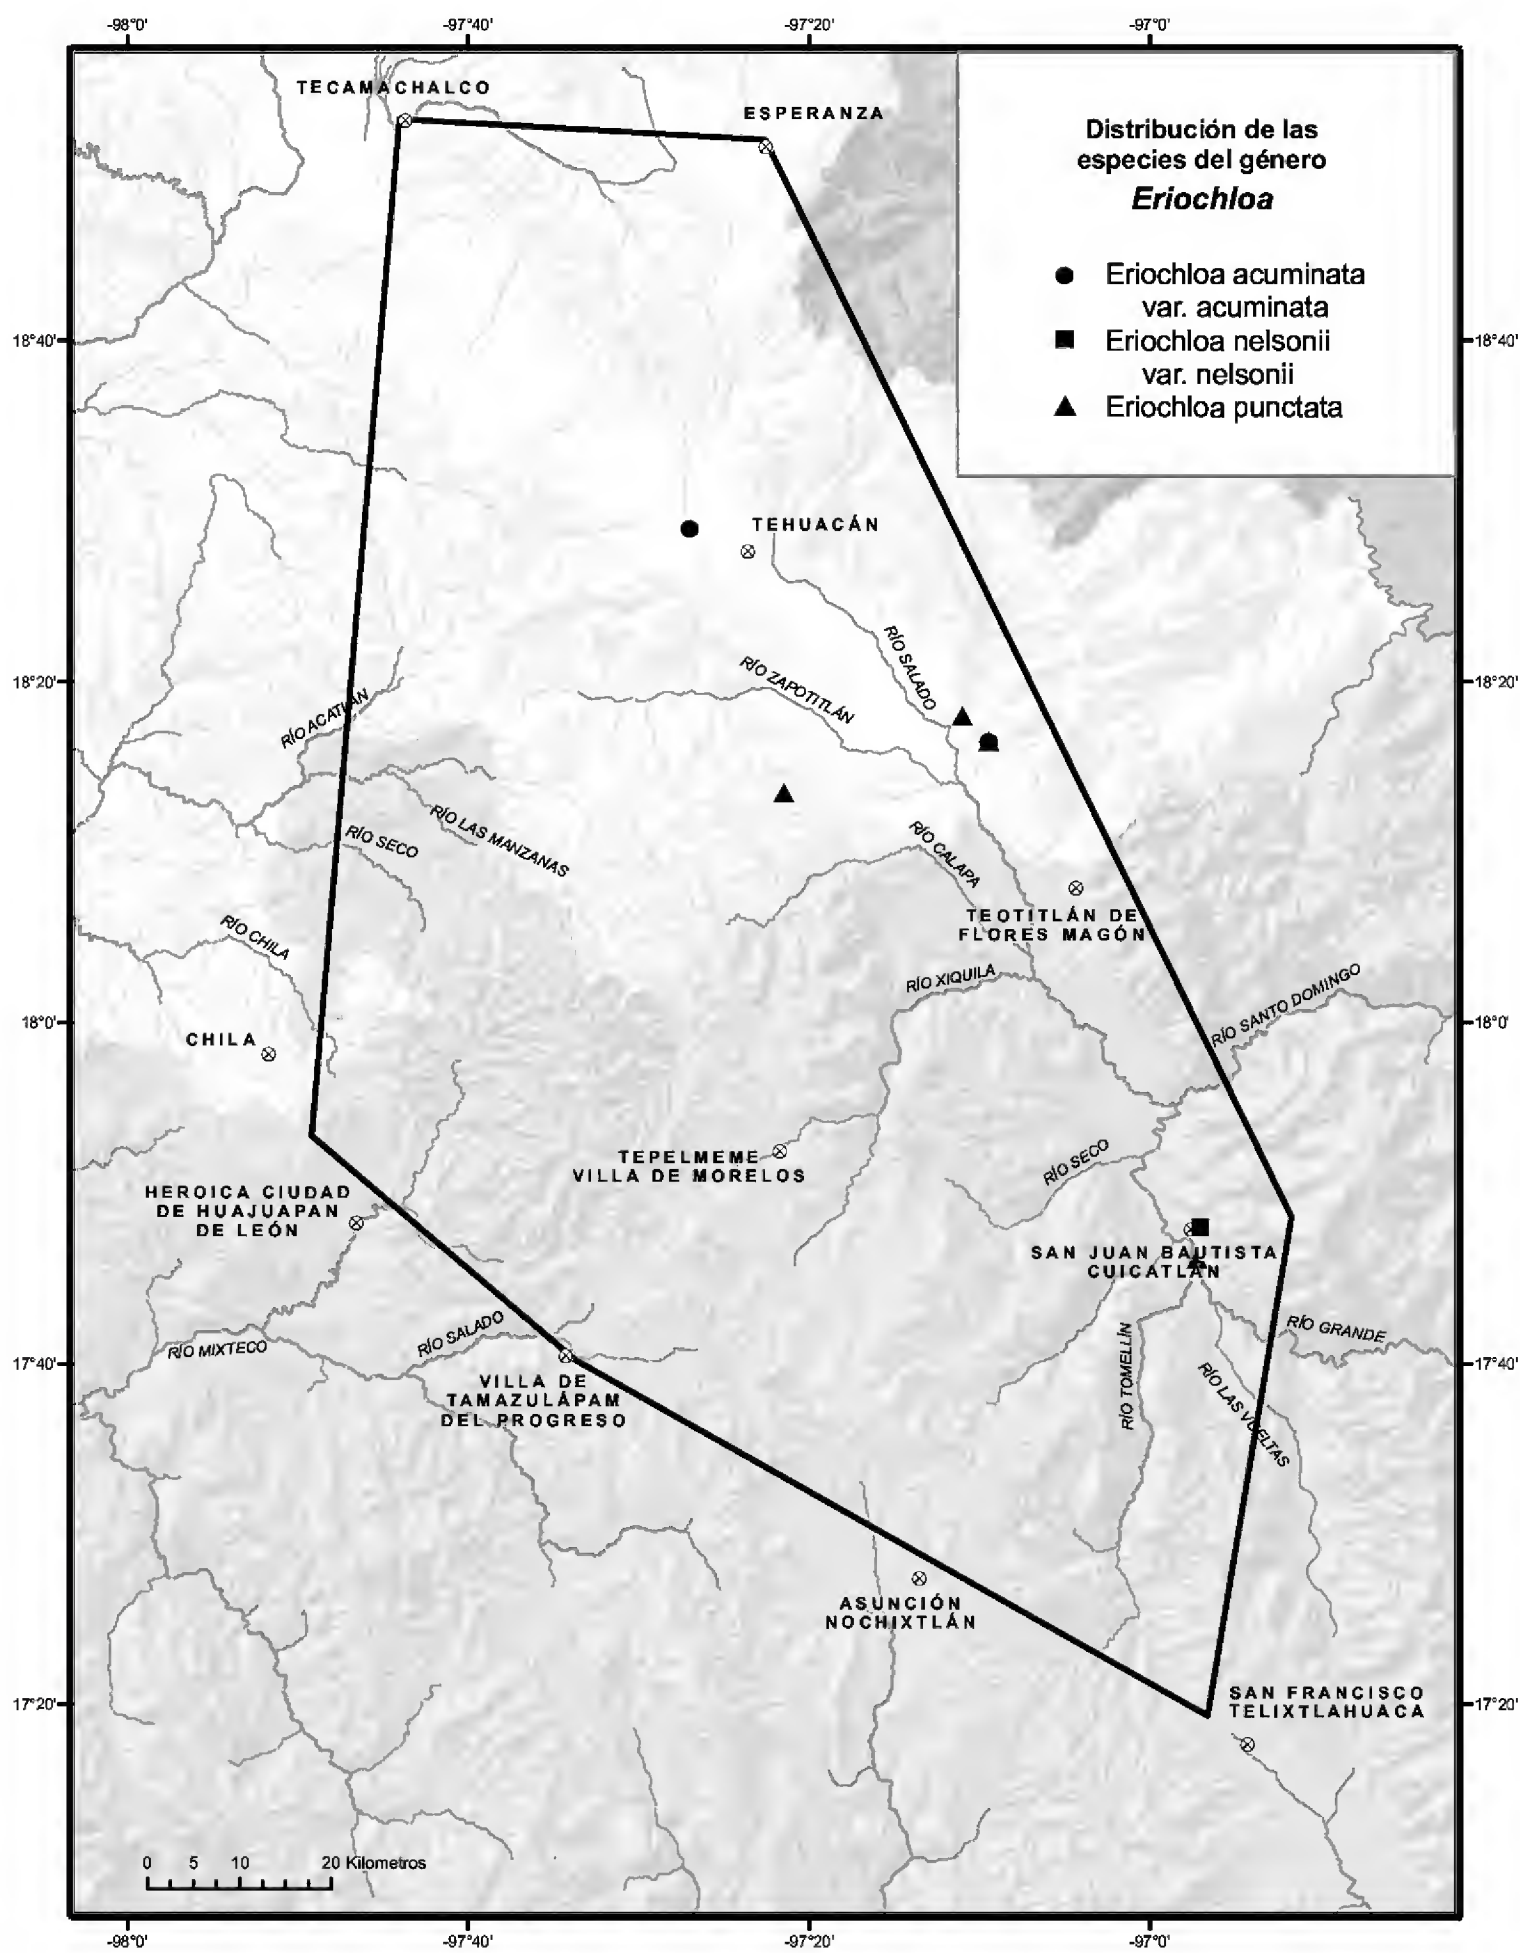 -98°0'
-97°40'
-97°20'
-97°0'
TECAMACHALCO
ESPERANZA
Distribución de las
especies del género
Eriochloa
Eriochloa acuminata
var. acuminata
Eriochloa nelsonii
var. nelsonii
Eriochloa punctata
18°40'
18°40'
TEHUACÁN
RÍO SALADO
RÍO ZAPOTITLÁN
18°20'
18°20'
RÍO ACATLÁN
RÍO LAS MANZANAS
RÍO SECO
RÍO CALAPA
TEOTITLÁN DE
FLORES MAGÓN
RÍO CHILA
RÍO XIQUILA
RÍO SANTO DOMINGO
18°0'
18°0'
CHILA
TEPELMEME
VILLA DE MORELOS
RÍO SECO
HEROICA CIUDAD
DE HUAJUAPAN
DE LEÓN
SAN JUAN BAUTISTA
CUICATLÁN
RÍO GRANDE
RÍO SALADO
RÍO MIXTECO
RÍO TOMELLÍN
RÍO LAS VUELTAS
17°40'
17°40'
VILLA DE
TAMAZULÁPAM
DEL PROGRESO
ASUNCIÓN
NOCHIXTLÁN
SAN FRANCISCO
TELIXTLAHUACA
17°20'
17°20'
0 5 10 20 Kilometros
-98°0'
-97°40'
-97°20'
-97°0'